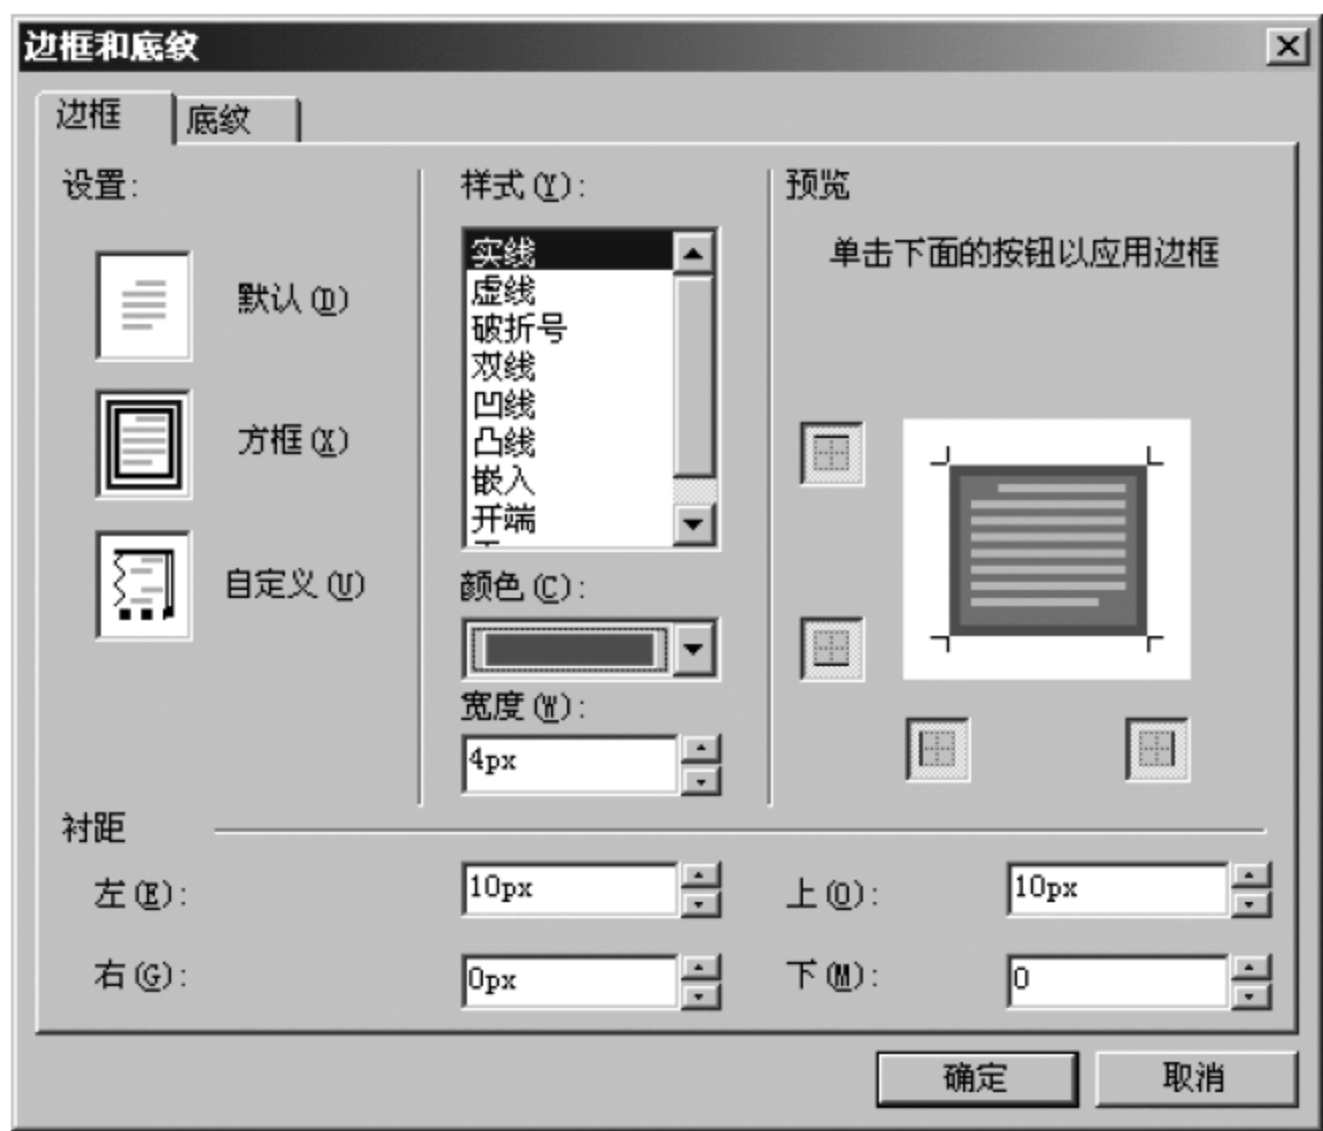 边框和底纹
边框 底纹
设置:
默认(D)
方框(X)
自定义(U)
样式(Y):
实线
虚线
破折号
双线
凹线
凸线
嵌入
开端
颜色(C):
宽度(W):
4px
预览
单击下面的按钮以应用边框
衬距
左(E): 10px 上(O): 10px
右(G): 0px 下(M): 0
确定 取消